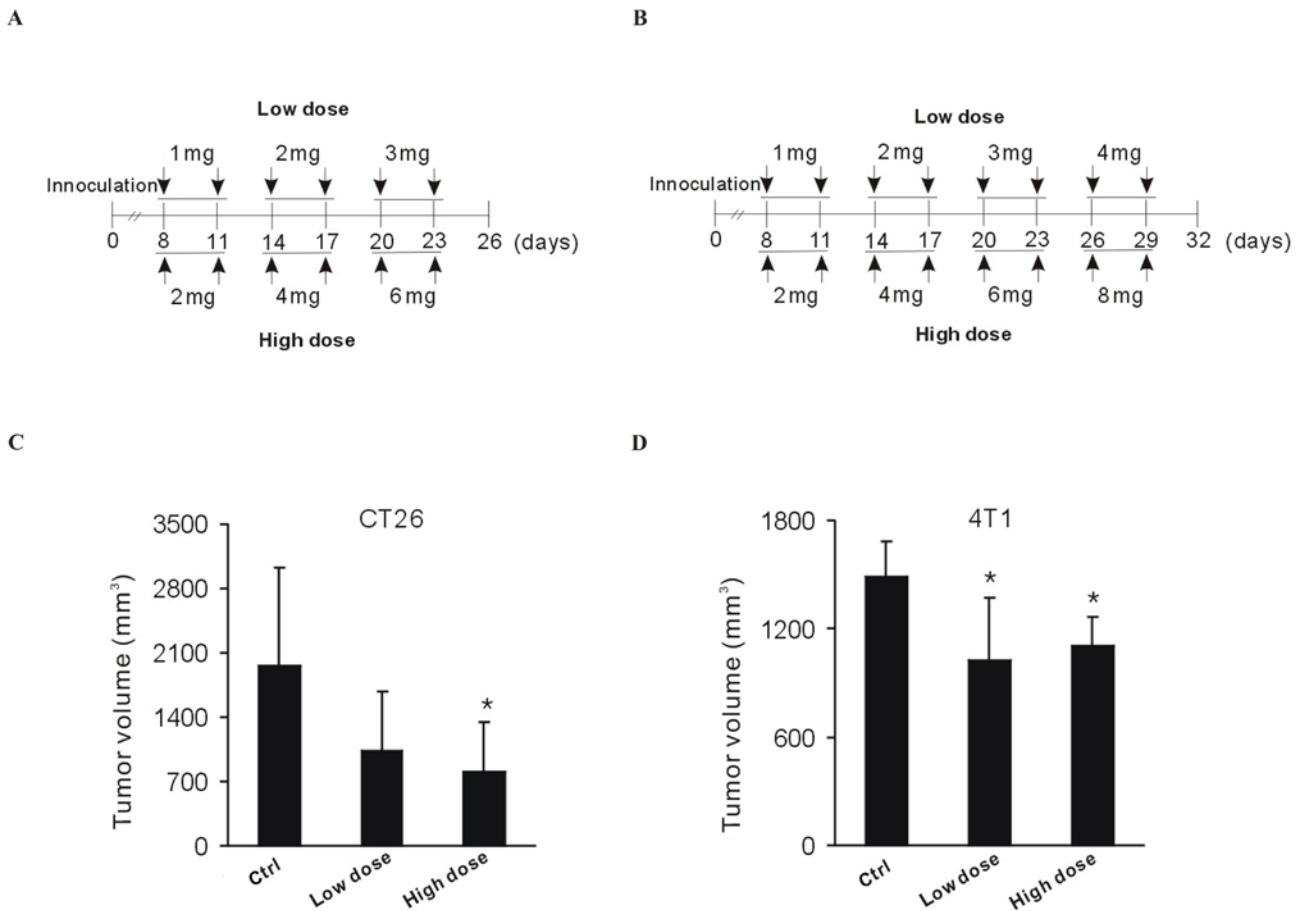 A
Low dose
1mg 2mg 3mg
Innoculation
0 8 11 14 17 20 23 26 (days)
2mg 4mg 6mg
High dose
B
Low dose
1mg 2mg 3mg 4mg
Innoculation
0 8 11 14 17 20 23 26 29 32 (days)
2mg 4mg 6mg 8mg
High dose
C
CT26
Tumor volume (mm³)
3500
2800
2100
1400
700
0
*
Ctrl Low dose High dose
D
4T1
Tumor volume (mm³)
1800
1200
600
0
* *
Ctrl Low dose High dose